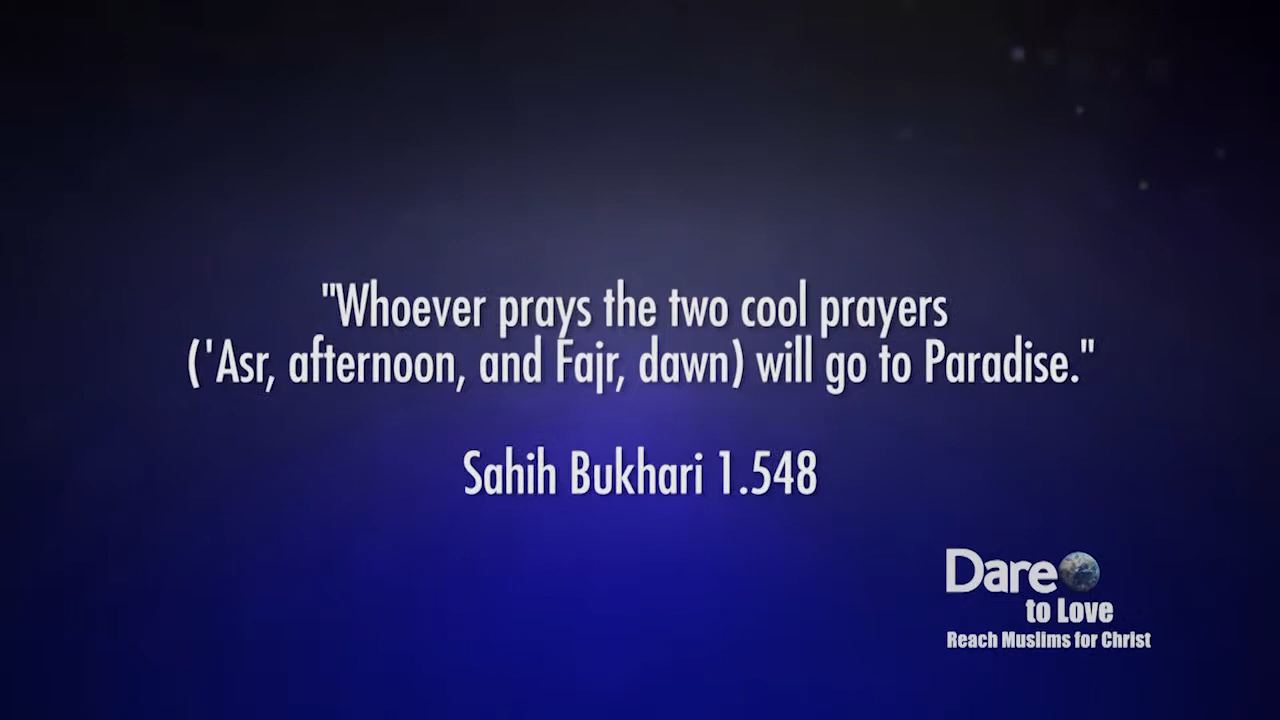 "Whoever prays the two cool prayers
('Asr, afternoon, and Fajr, dawn) will go to Paradise."
Sahih Bukhari 1.548
Dare
to Love
Reach Muslims for Christ